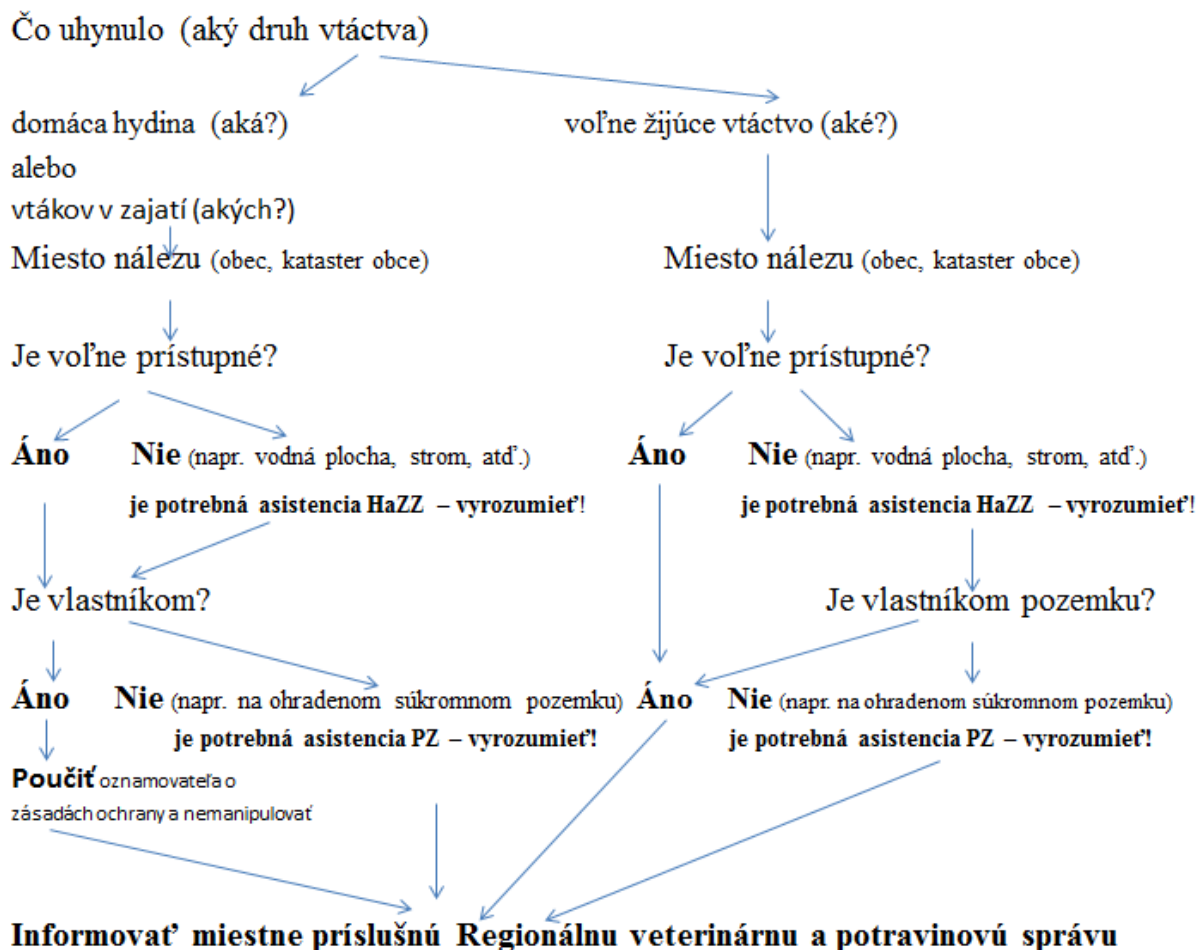 Čo uhynulo (aký druh vtáctva)
domáca hydina (aká?)
voľne žijúce vtáctvo (aké?)
alebo
vtákov v zajatí (akých?)
Miesto nálezu (obec, kataster obce)
Miesto nálezu (obec, kataster obce)
Je voľne prístupné?
Je voľne prístupné?
Áno
Nie (napr. vodná plocha, strom, atď.)
Áno
Nie (napr. vodná plocha, strom, atď.)
je potrebná asistencia HaZZ – vyrozumieť!
je potrebná asistencia HaZZ – vyrozumieť!
Je vlastníkom?
Je vlastníkom pozemku?
Áno
Nie (napr. na ohradenom súkromnom pozemku)
Áno
Nie (napr. na ohradenom súkromnom pozemku)
je potrebná asistencia PZ – vyrozumieť!
je potrebná asistencia PZ – vyrozumieť!
Poučiť oznamovateľa o
zásadách ochrany a nemanipulovať
Informovať miestne príslušnú Regionálnu veterinárnu a potravinovú správu